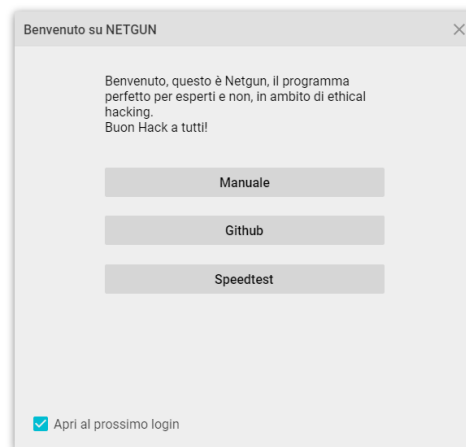 Benvenuto su NETGUN
Benvenuto, questo è Netgun, il programma
perfetto per esperti e non, in ambito di ethical
hacking.
Buon Hack a tutti!
Manuale
Github
Speedtest
Apri al prossimo login